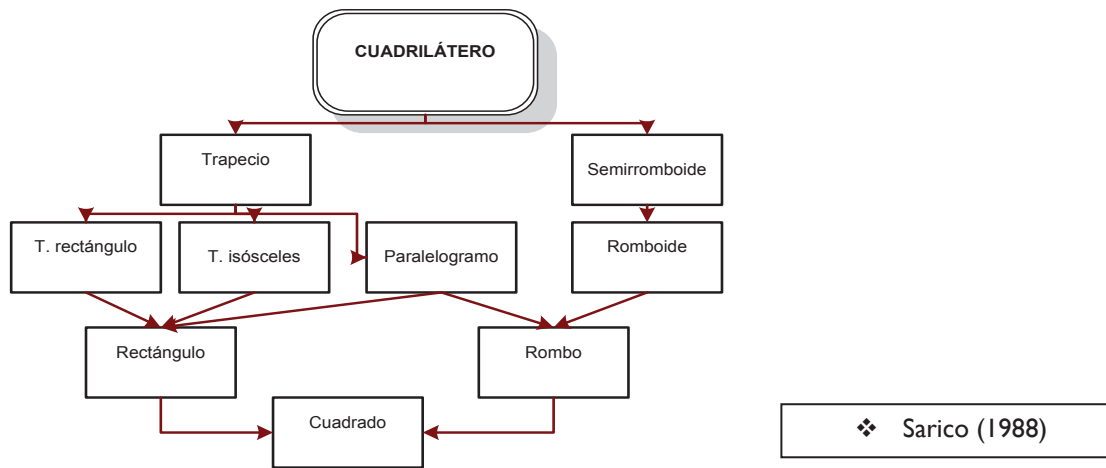 CUADRILÁTERO
Trapecio
Semirromboide
T. rectángulo
T. isósceles
Paralelogramo
Romboide
Rectángulo
Rombo
Cuadrado
❖ Sarico (1988)